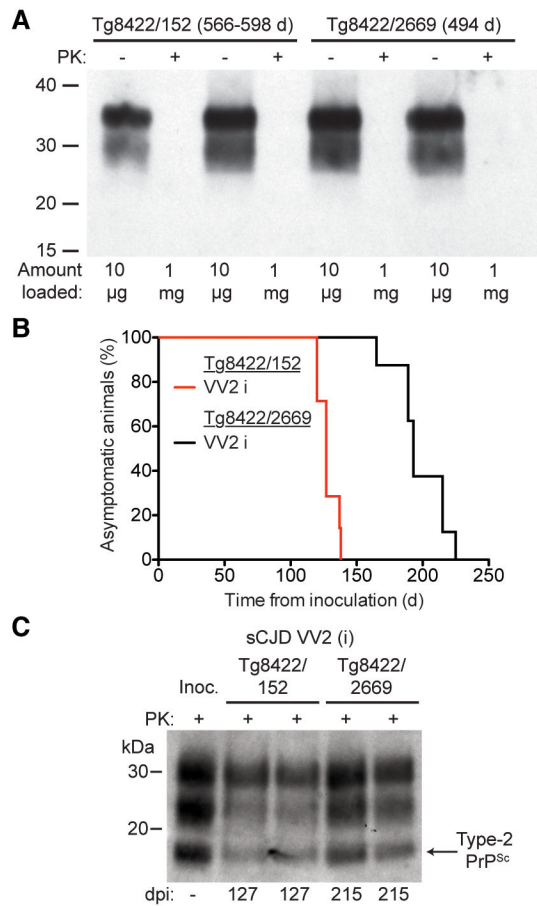 A
Tg8422/152 (566-598 d) Tg8422/2669 (494 d)
PK: - + - + - + - +
40
30
20
15
Amount 10 1 10 1 10 1 10 1
loaded: µg mg µg mg µg mg µg mg
B
Asymptomatic animals (%)
100
80
60
40
20
0
Tg8422/152
VV2 i
Tg8422/2669
VV2 i
0 50 100 150 200 250
Time from inoculation (d)
C
sCJD VV2 (i)
Inoc. Tg8422/ Tg8422/
152 2669
PK: + + + + +
kDa
30
20
Type-2
PrPSc
dpi: - 127 127 215 215